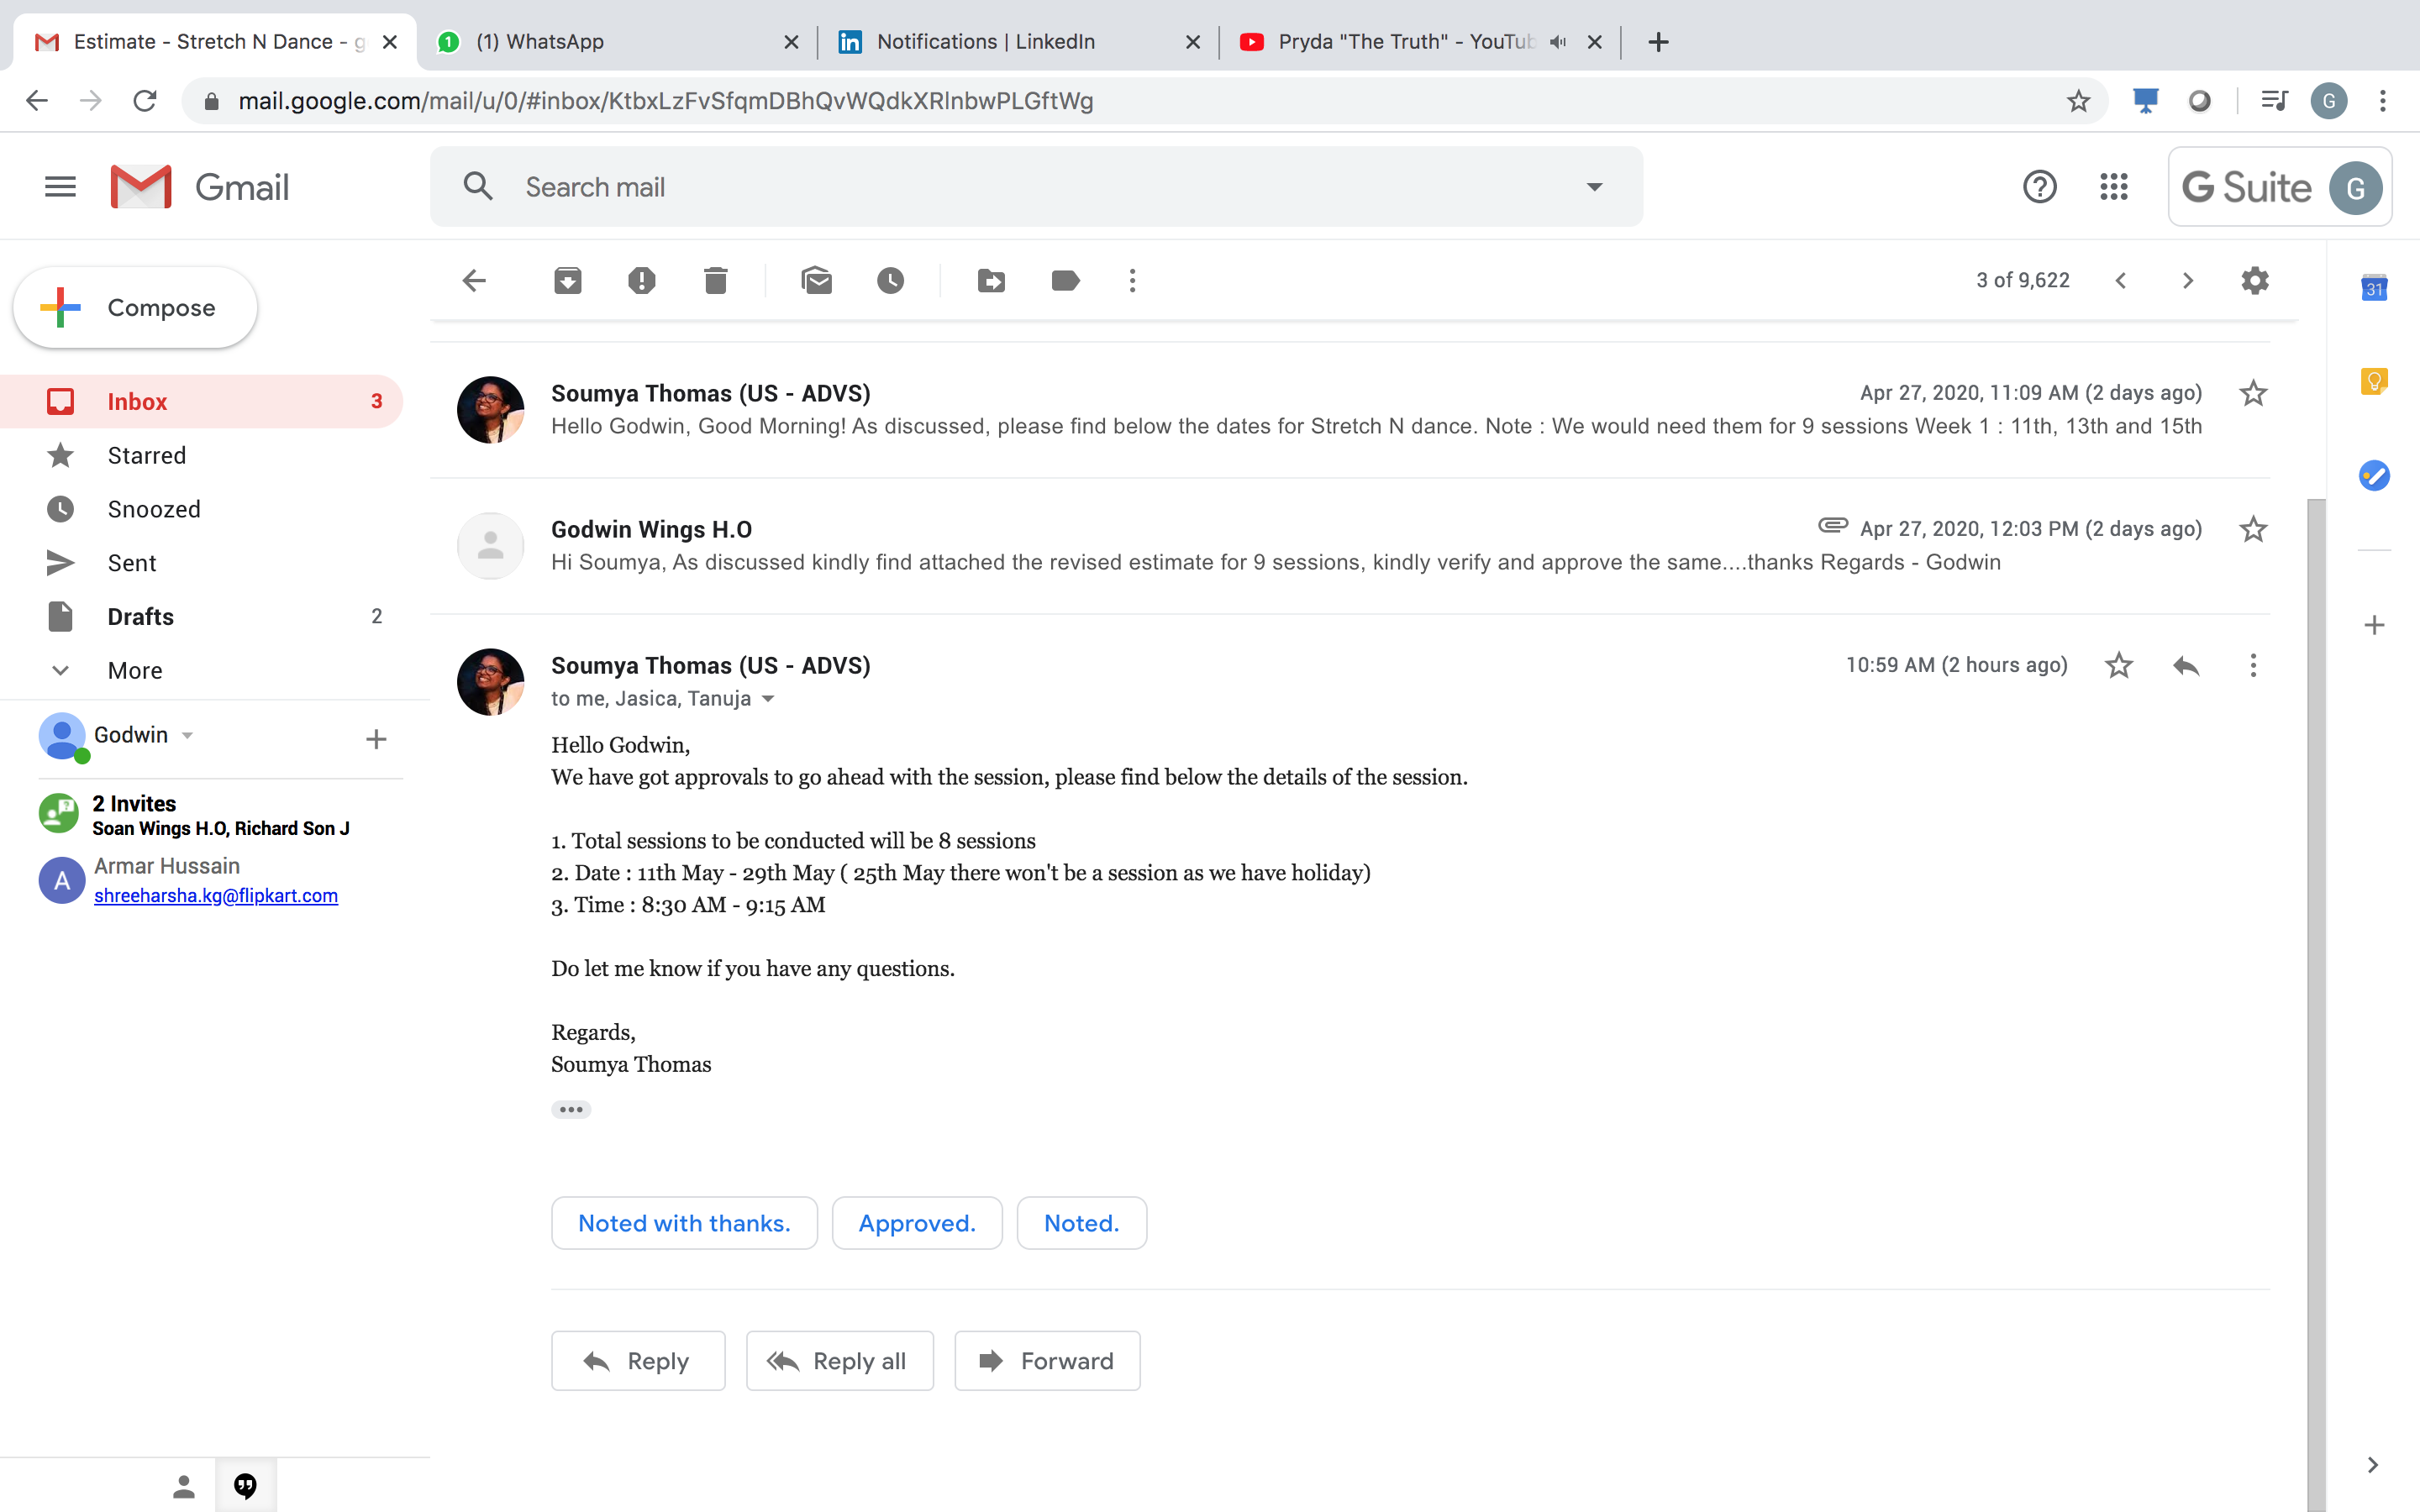 Estimate - Stretch N Dance - g
(1) WhatsApp
Notifications | LinkedIn
Pryda "The Truth" - YouTub
mail.google.com/mail/u/0/#inbox/KtbxLzFvSfqmDBhQvWQdkXRlnbwPLGftWg
G
Gmail
Search mail
G Suite
G
Compose
3 of 9,622
31
Inbox 3
Starred
Snoozed
Sent
Drafts 2
More
Godwin
2 Invites
Soan Wings H.O, Richard Son J
A
Armar Hussain
shreeharsha.kg@flipkart.com
Soumya Thomas (US - ADVS) Apr 27, 2020, 11:09 AM (2 days ago)
Hello Godwin, Good Morning! As discussed, please find below the dates for Stretch N dance. Note : We would need them for 9 sessions Week 1 : 11th, 13th and 15th
Godwin Wings H.O Apr 27, 2020, 12:03 PM (2 days ago)
Hi Soumya, As discussed kindly find attached the revised estimate for 9 sessions, kindly verify and approve the same....thanks Regards - Godwin
Soumya Thomas (US - ADVS) 10:59 AM (2 hours ago)
to me, Jasica, Tanuja
Hello Godwin,
We have got approvals to go ahead with the session, please find below the details of the session.
1. Total sessions to be conducted will be 8 sessions
2. Date : 11th May - 29th May ( 25th May there won't be a session as we have holiday)
3. Time : 8:30 AM - 9:15 AM
Do let me know if you have any questions.
Regards,
Soumya Thomas
Noted with thanks. Approved. Noted.
Reply Reply all Forward